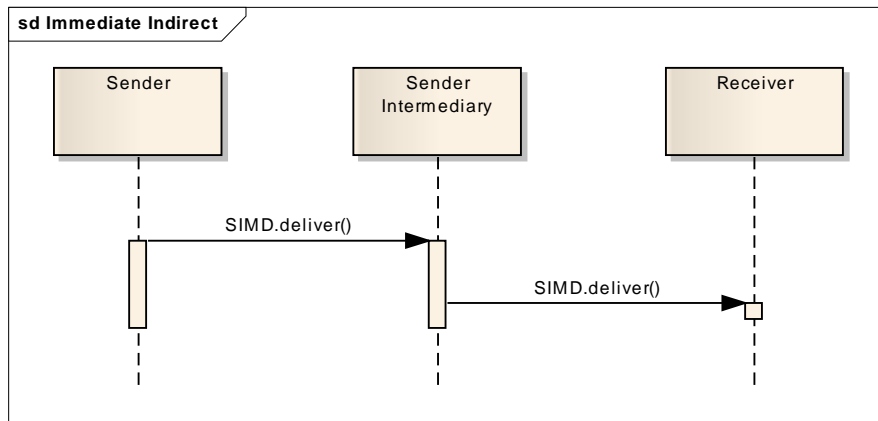 sd Immediate Indirect
Sender
Sender
Intermediary
Receiver
SIMD.deliver()
SIMD.deliver()